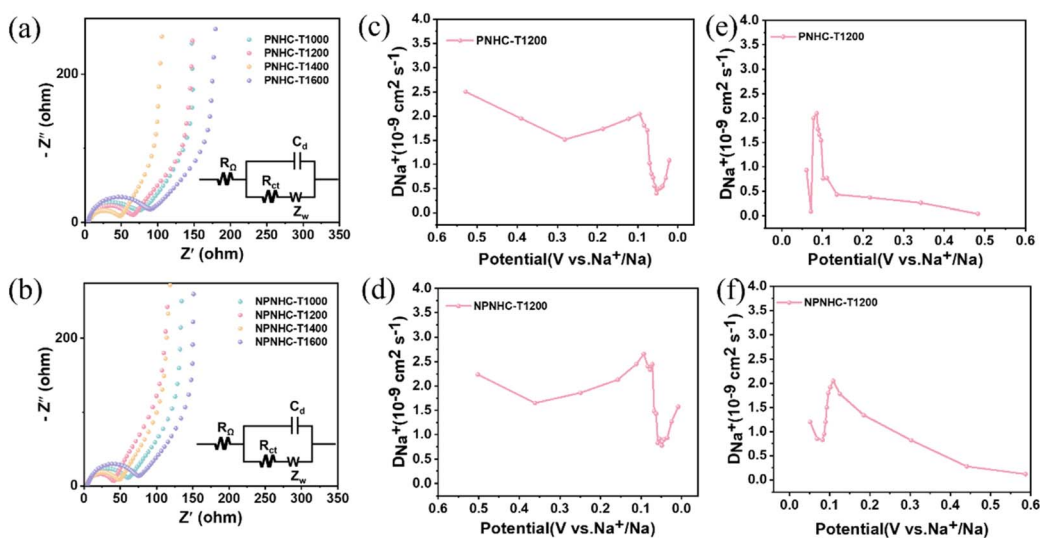 (a)
PNHC-T1000
PNHC-T1200
PNHC-T1400
PNHC-T1600
200
0
- Z″ (ohm)
RΩ
Cd
Rct
W
Zw
0 50 100 150 200 250 300 350
Z′ (ohm)
(c)
PNHC-T1200
4.0
3.5
3.0
2.5
2.0
1.5
1.0
0.5
0.0
DNa⁺(10⁻⁹ cm² s⁻¹)
0.6 0.5 0.4 0.3 0.2 0.1 0.0
Potential(V vs.Na⁺/Na)
(e)
PNHC-T1200
4.0
3.5
3.0
2.5
2.0
1.5
1.0
0.5
0.0
DNa⁺(10⁻⁹ cm² s⁻¹)
0.0 0.1 0.2 0.3 0.4 0.5 0.6
Potential(V vs.Na⁺/Na)
(b)
NPNHC-T1000
NPNHC-T1200
NPNHC-T1400
NPNHC-T1600
200
0
- Z″ (ohm)
RΩ
Cd
Rct
W
Zw
0 50 100 150 200 250 300 350
Z′ (ohm)
(d)
NPNHC-T1200
4.0
3.5
3.0
2.5
2.0
1.5
1.0
0.5
0.0
DNa⁺(10⁻⁹ cm² s⁻¹)
0.6 0.5 0.4 0.3 0.2 0.1 0.0
Potential(V vs.Na⁺/Na)
(f)
NPNHC-T1200
4.0
3.5
3.0
2.5
2.0
1.5
1.0
0.5
0.0
DNa⁺(10⁻⁹ cm² s⁻¹)
0.0 0.1 0.2 0.3 0.4 0.5 0.6
Potential(V vs.Na⁺/Na)